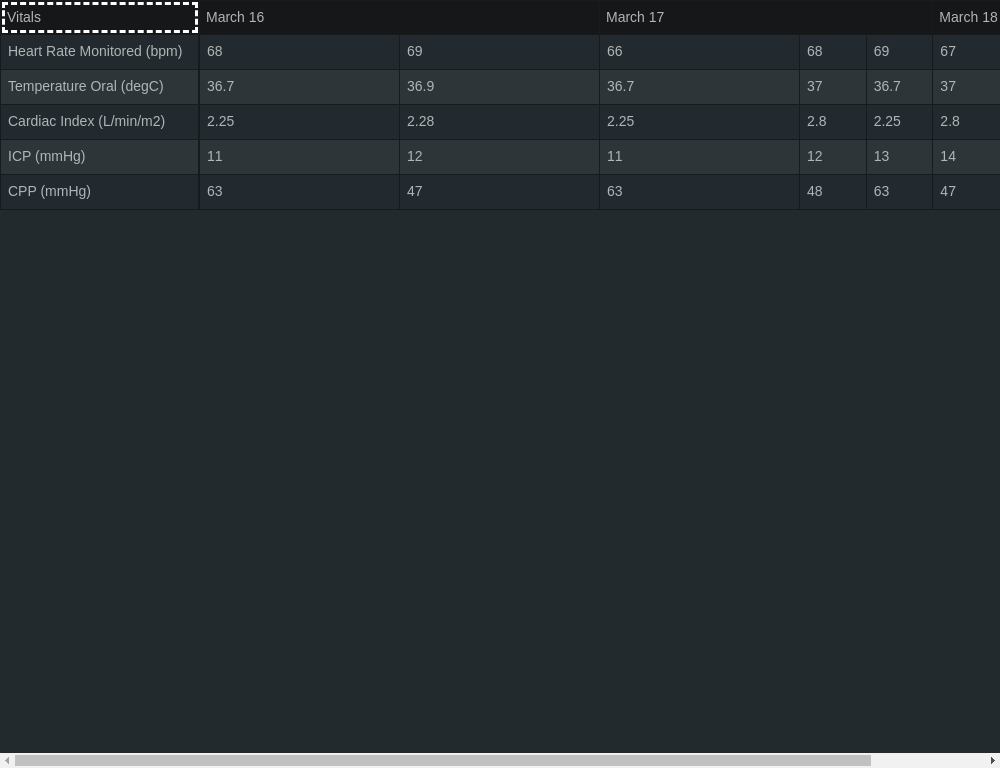 Vitals March 16 March 17 March 18
Heart Rate Monitored (bpm) 68 69 66 68 69 67
Temperature Oral (degC) 36.7 36.9 36.7 37 36.7 37
Cardiac Index (L/min/m2) 2.25 2.28 2.25 2.8 2.25 2.8
ICP (mmHg) 11 12 11 12 13 14
CPP (mmHg) 63 47 63 48 63 47